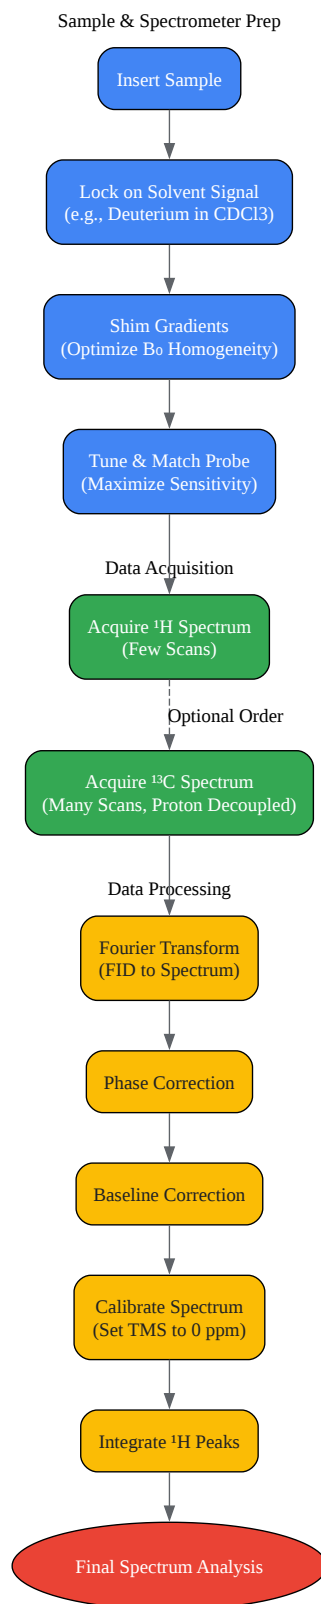 Sample & Spectrometer Prep
Insert Sample
Lock on Solvent Signal
(e.g., Deuterium in CDCl3)
Shim Gradients
(Optimize B₀ Homogeneity)
Tune & Match Probe
(Maximize Sensitivity)
Data Acquisition
Acquire ¹H Spectrum
(Few Scans)
Optional Order
Acquire ¹³C Spectrum
(Many Scans, Proton Decoupled)
Data Processing
Fourier Transform
(FID to Spectrum)
Phase Correction
Baseline Correction
Calibrate Spectrum
(Set TMS to 0 ppm)
Integrate ¹H Peaks
Final Spectrum Analysis